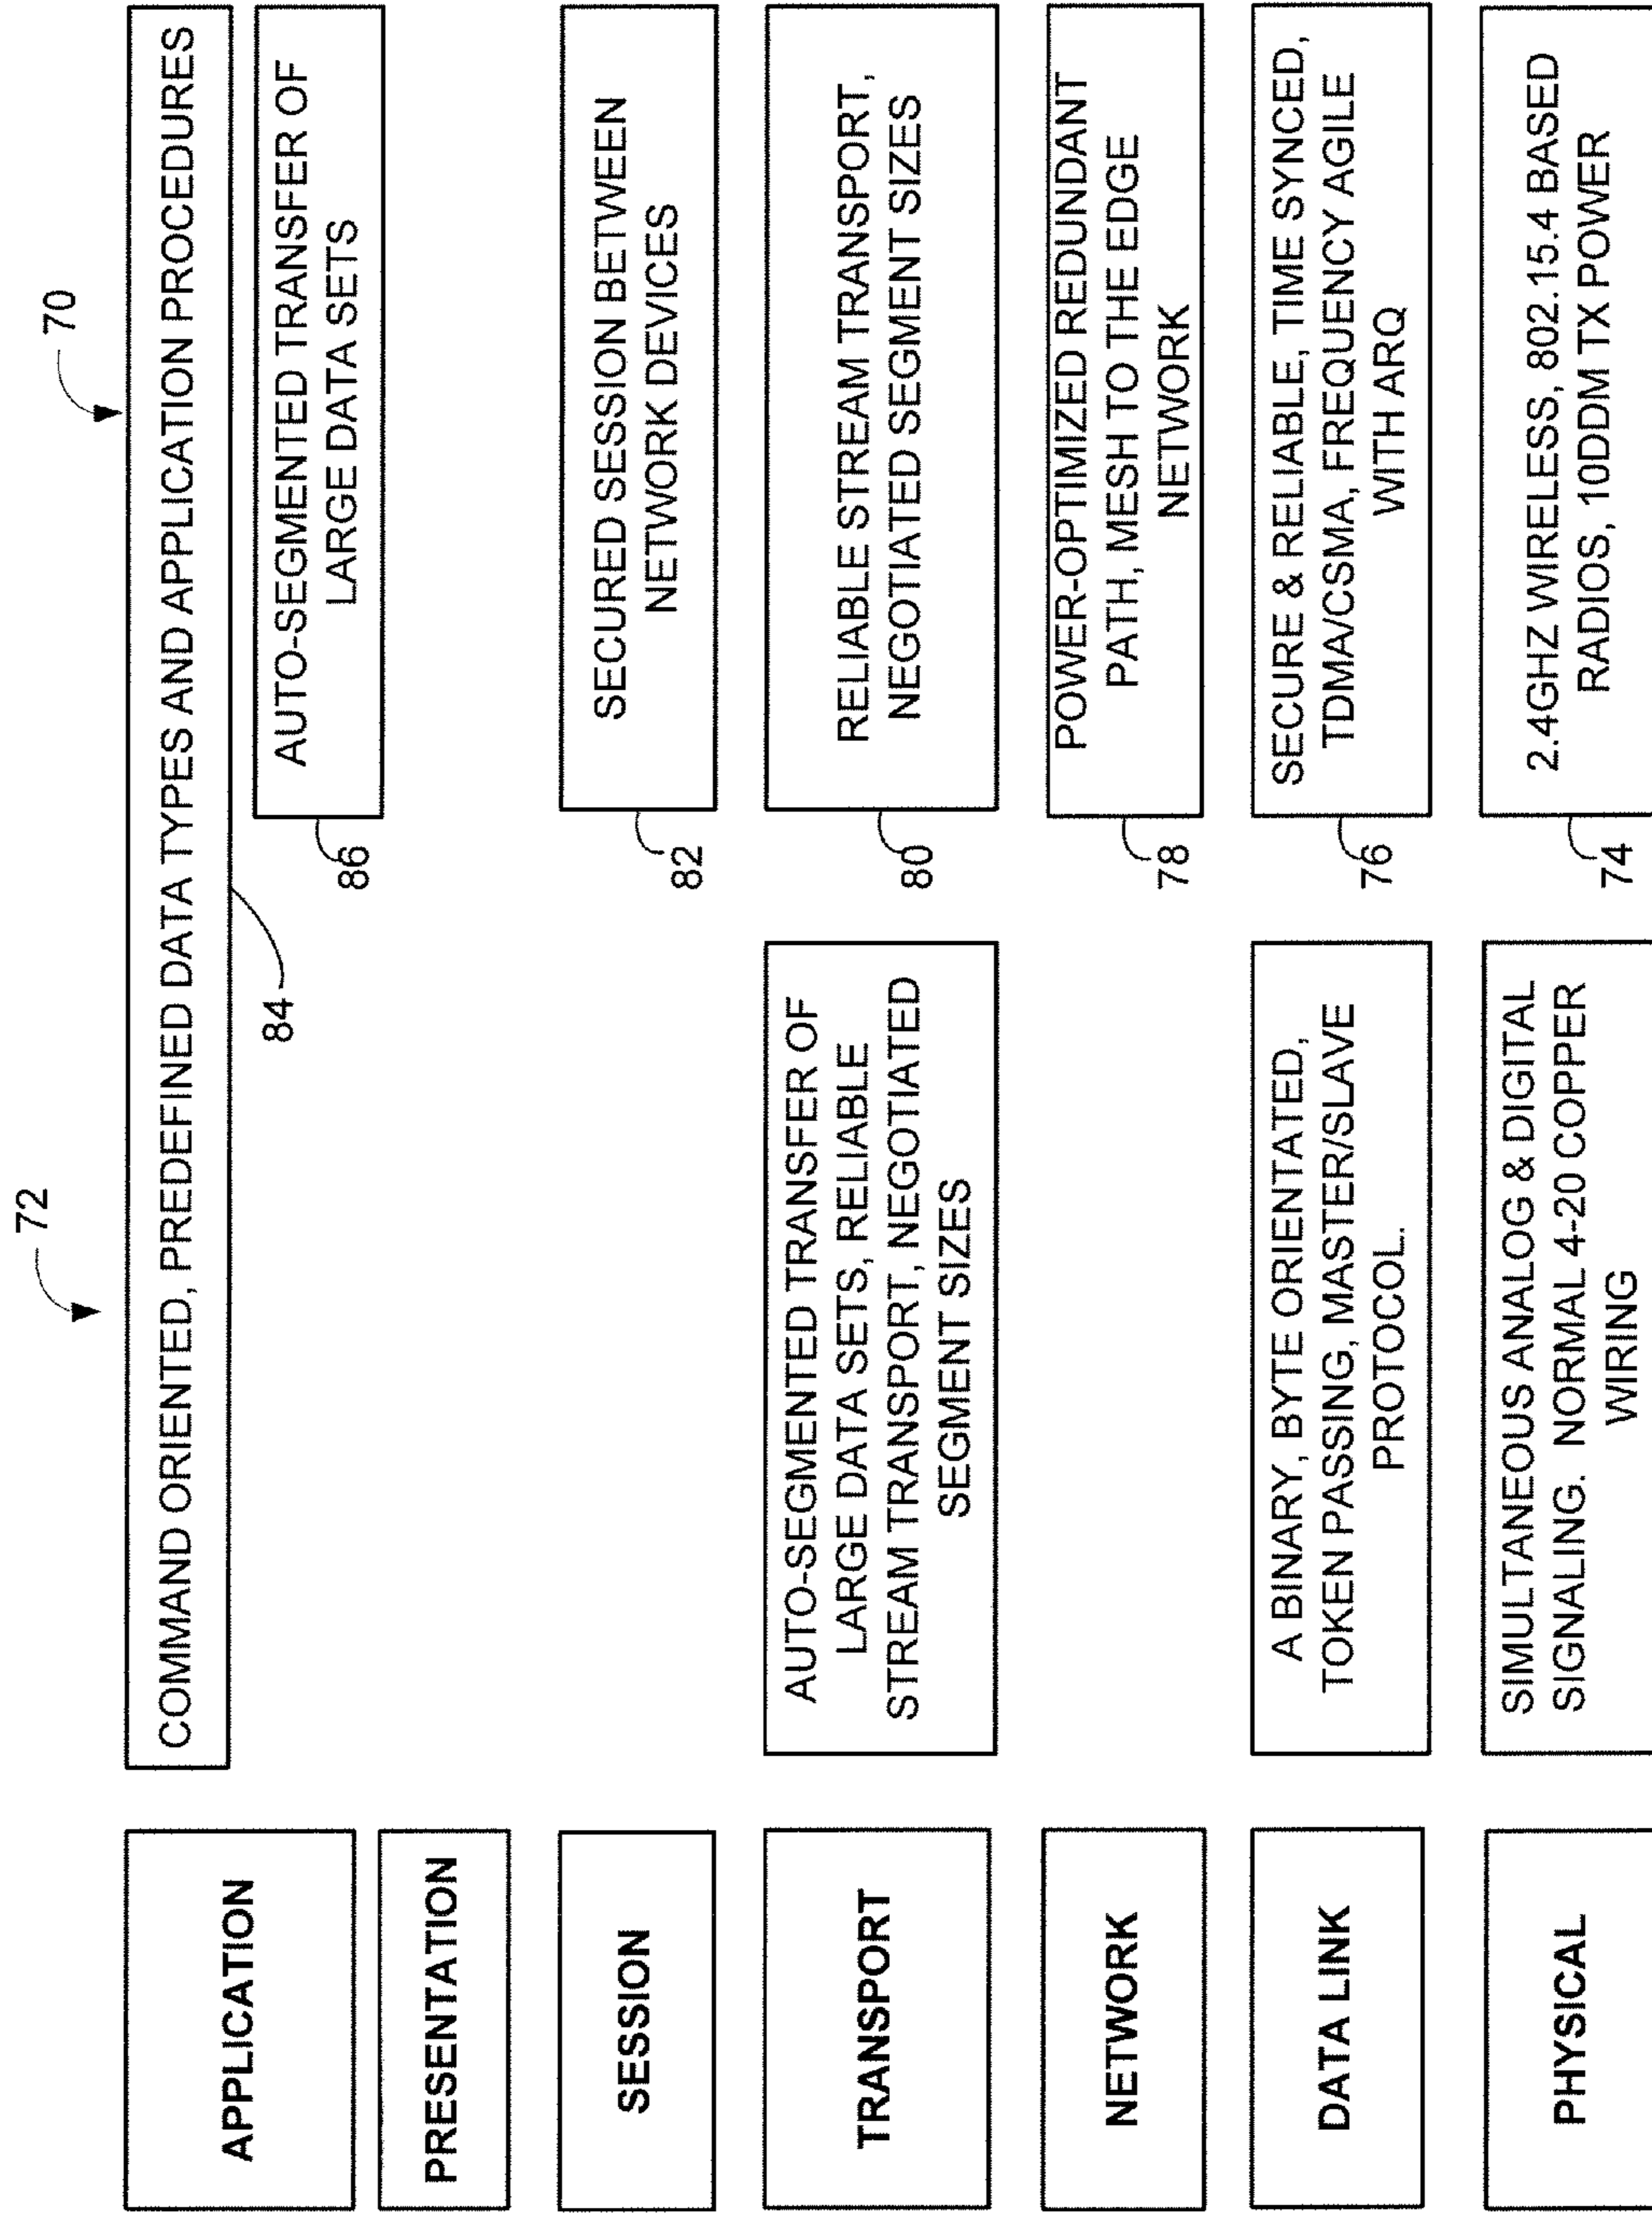 72
70
APPLICATION
COMMAND ORIENTED, PREDEFINED DATA TYPES AND APPLICATION PROCEDURES
84
AUTO-SEGMENTED TRANSFER OF
LARGE DATA SETS
86
PRESENTATION
SESSION
SECURED SESSION BETWEEN
NETWORK DEVICES
82
TRANSPORT
AUTO-SEGMENTED TRANSFER OF
LARGE DATA SETS, RELIABLE
STREAM TRANSPORT, NEGOTIATED
SEGMENT SIZES
RELIABLE STREAM TRANSPORT,
NEGOTIATED SEGMENT SIZES
80
NETWORK
POWER-OPTIMIZED REDUNDANT
PATH, MESH TO THE EDGE
NETWORK
78
DATA LINK
A BINARY, BYTE ORIENTATED,
TOKEN PASSING, MASTER/SLAVE
PROTOCOL.
SECURE & RELIABLE, TIME SYNCED,
TDMA/CSMA, FREQUENCY AGILE
WITH ARQ
76
PHYSICAL
SIMULTANEOUS ANALOG & DIGITAL
SIGNALING. NORMAL 4-20 COPPER
WIRING
2.4GHZ WIRELESS, 802.15.4 BASED
RADIOS, 10DDM TX POWER
74